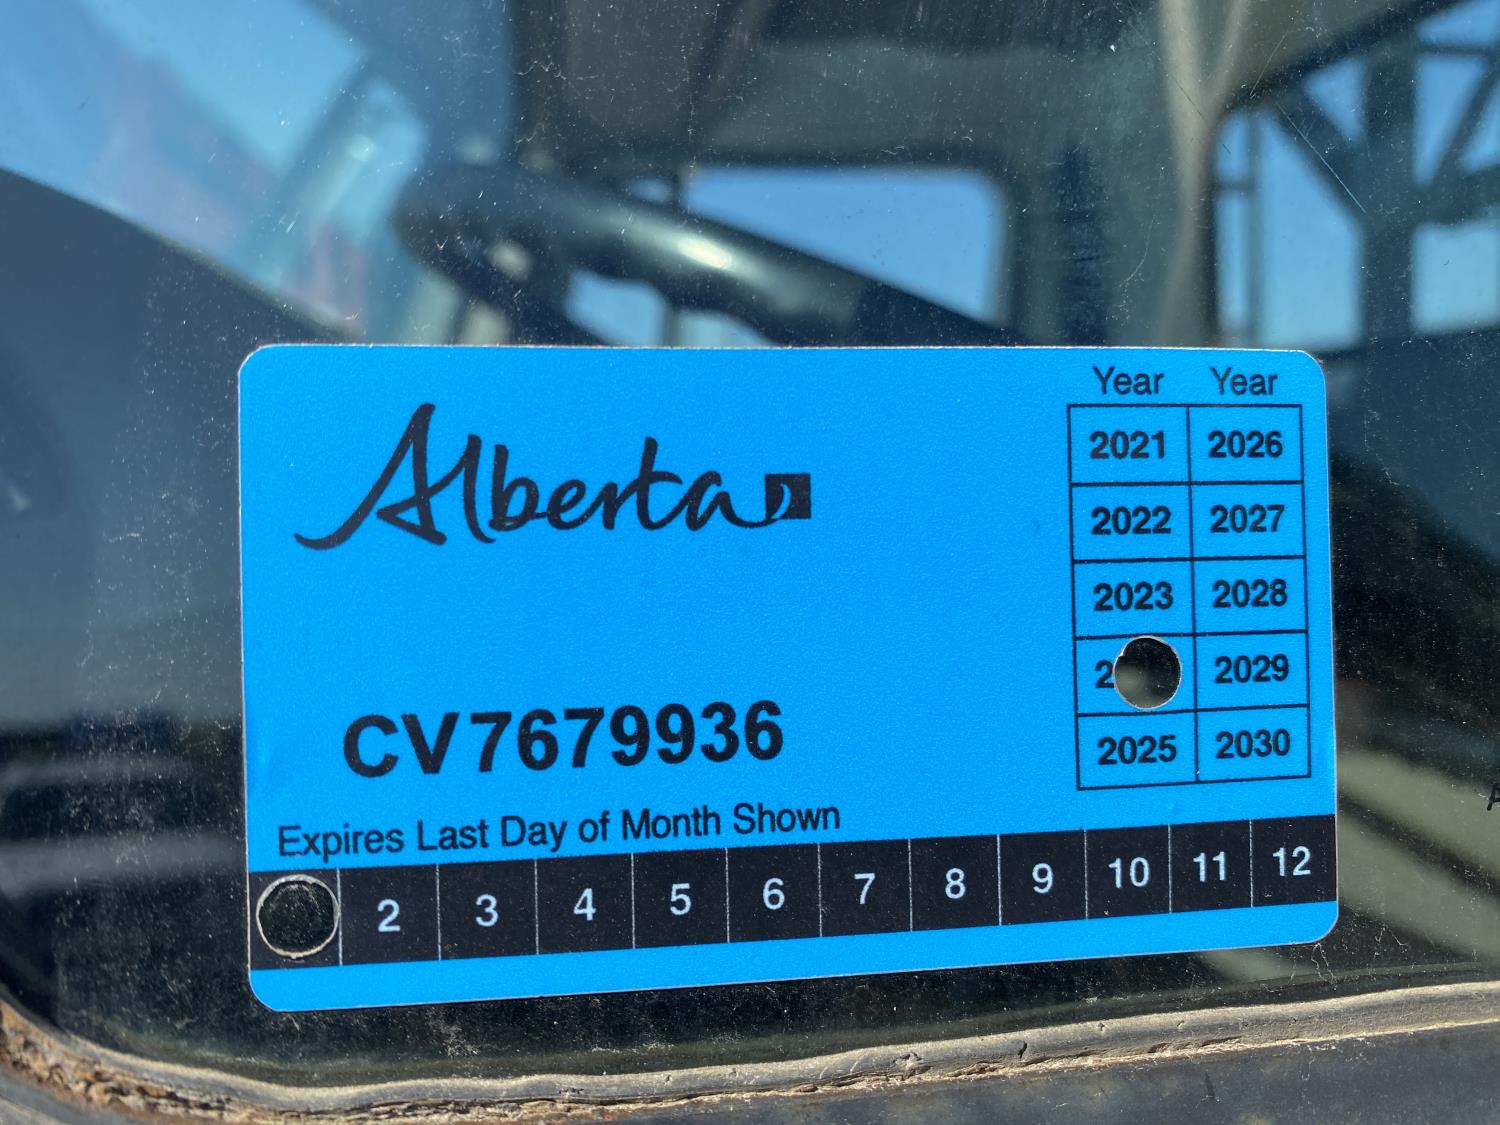 Alberta
Year Year
2021 2026
2022 2027
2023 2028
2029
2025 2030
CV7679936
Expires Last Day of Month Shown
2 3 4 5 6 7 8 9 10 11 12